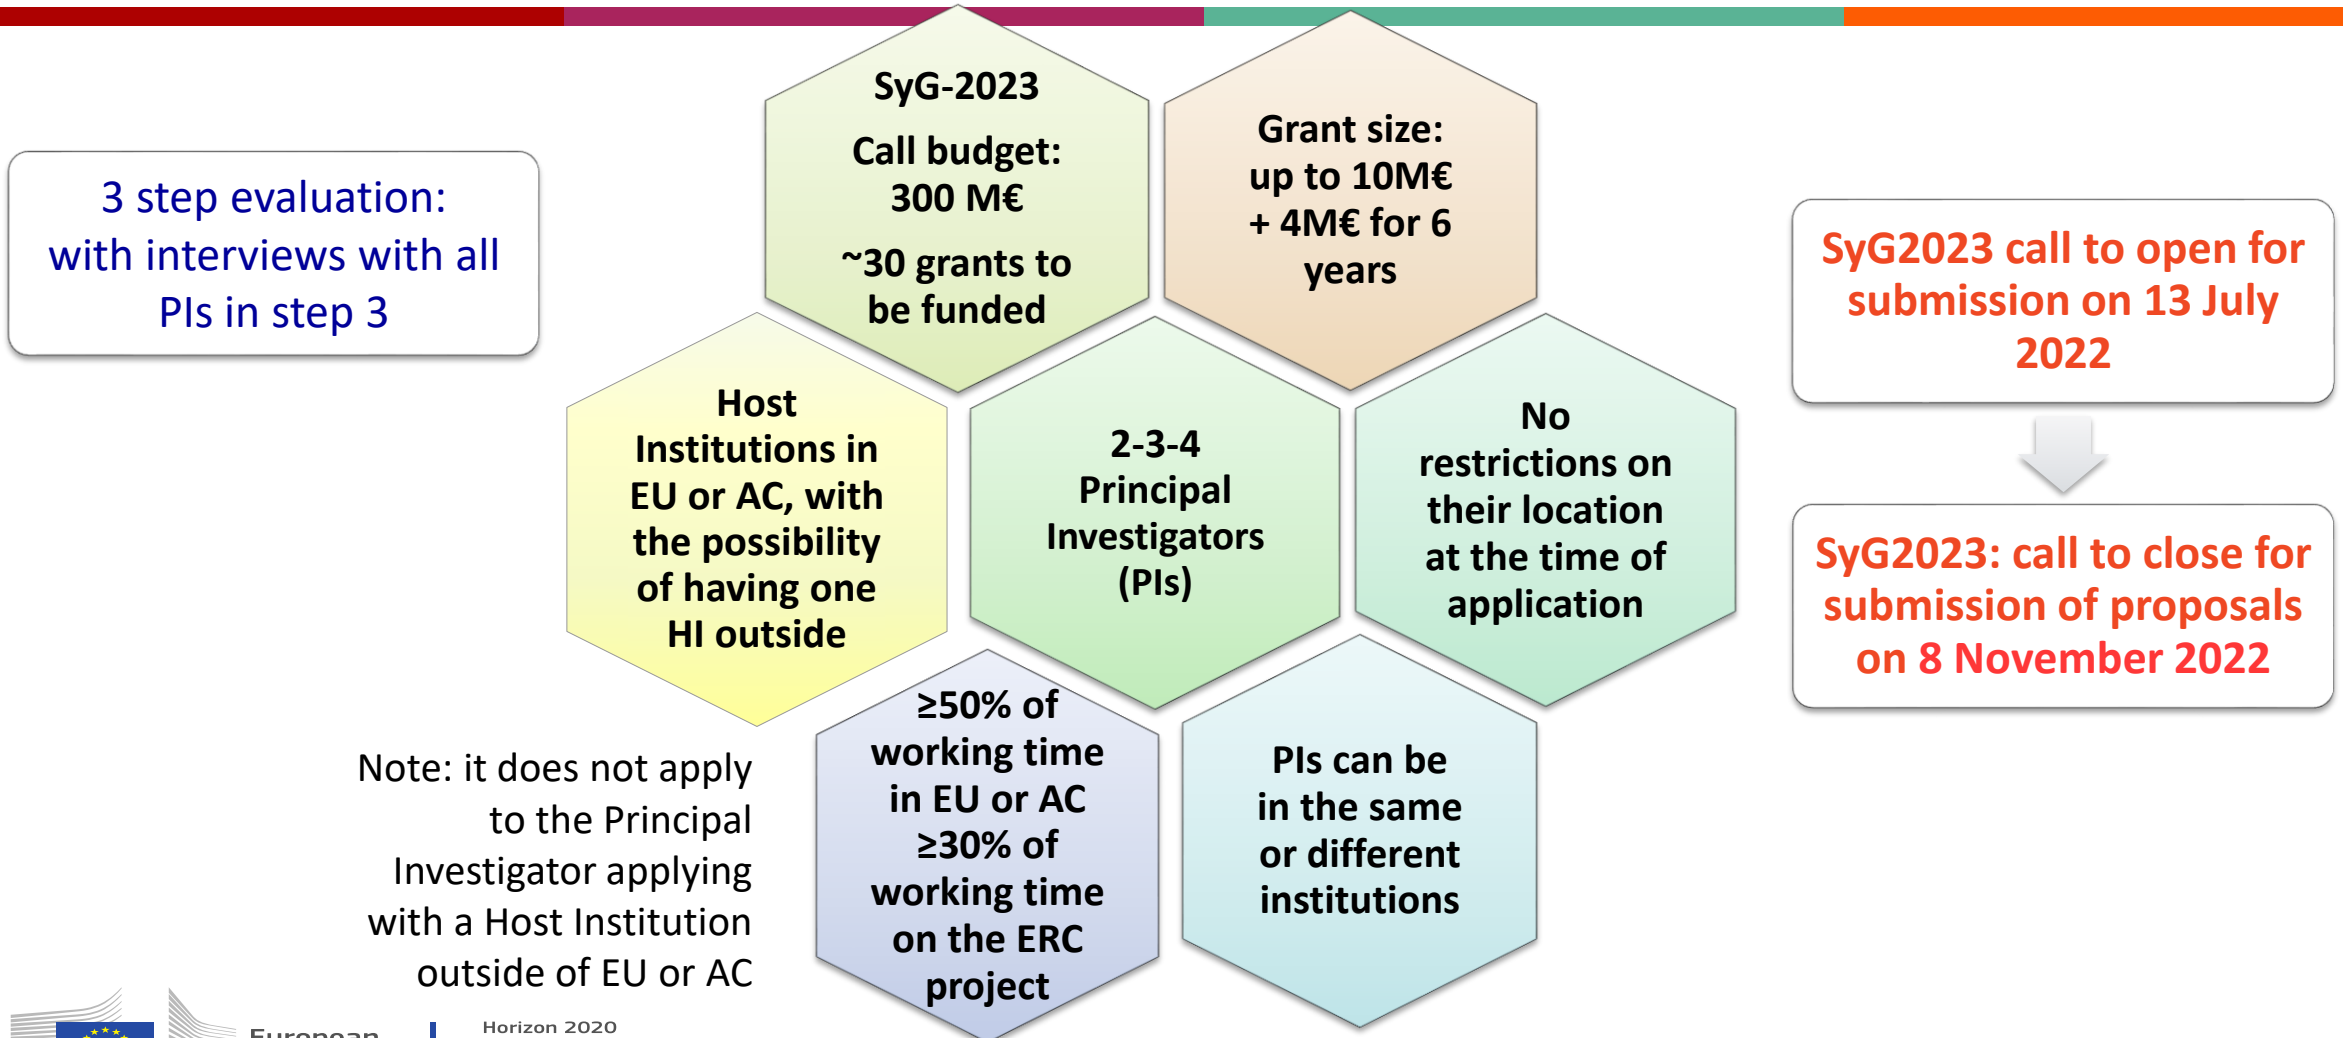 3 step evaluation:
with interviews with all
PIs in step 3
SyG-2023
Call budget:
300 M€
~30 grants to
be funded
Grant size:
up to 10M€
+ 4M€ for 6
years
SyG2023 call to open for
submission on 13 July
2022
SyG2023: call to close for
submission of proposals
on 8 November 2022
Host
Institutions in
EU or AC, with
the possibility
of having one
HI outside
2-3-4
Principal
Investigators
(PIs)
No
restrictions on
their location
at the time of
application
Note: it does not apply
to the Principal
Investigator applying
with a Host Institution
outside of EU or AC
≥50% of
working time
in EU or AC
≥30% of
working time
on the ERC
project
PIs can be
in the same
or different
institutions
European
Horizon 2020